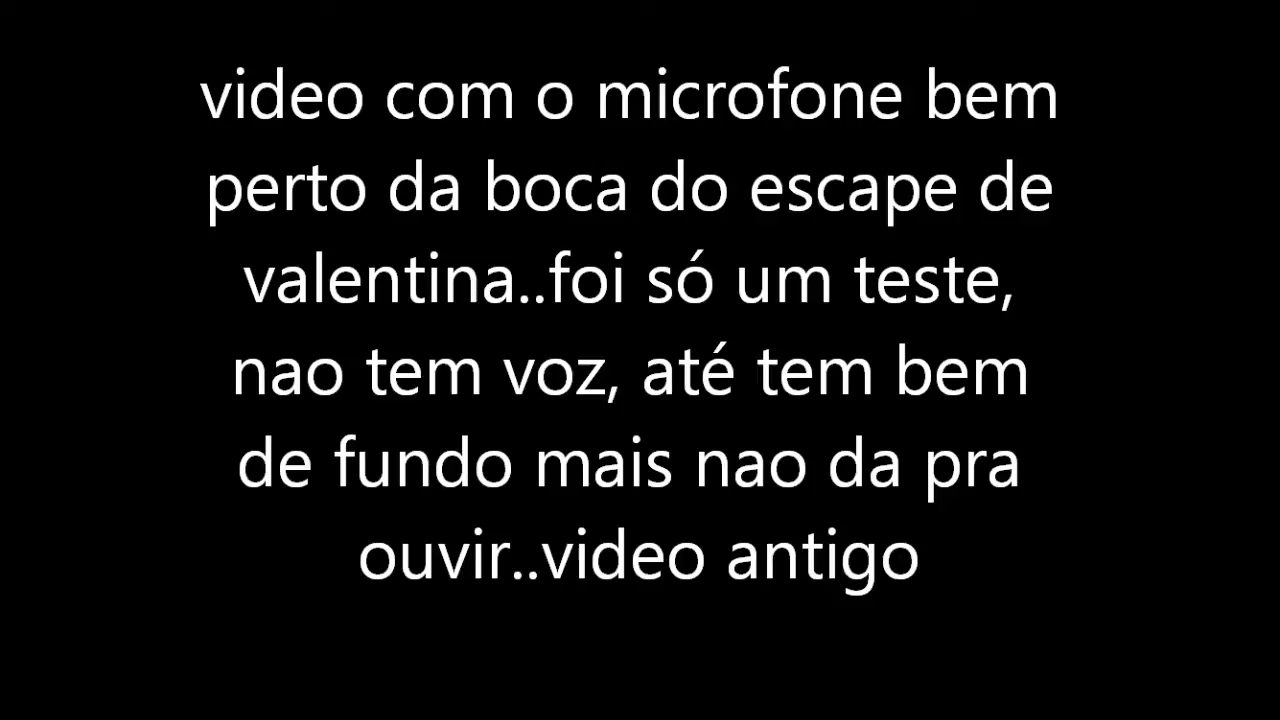 video com o microfone bem
perto da boca do escape de
valentina..foi só um teste,
nao tem voz, até tem bem
de fundo mais nao da pra
ouvir..video antigo